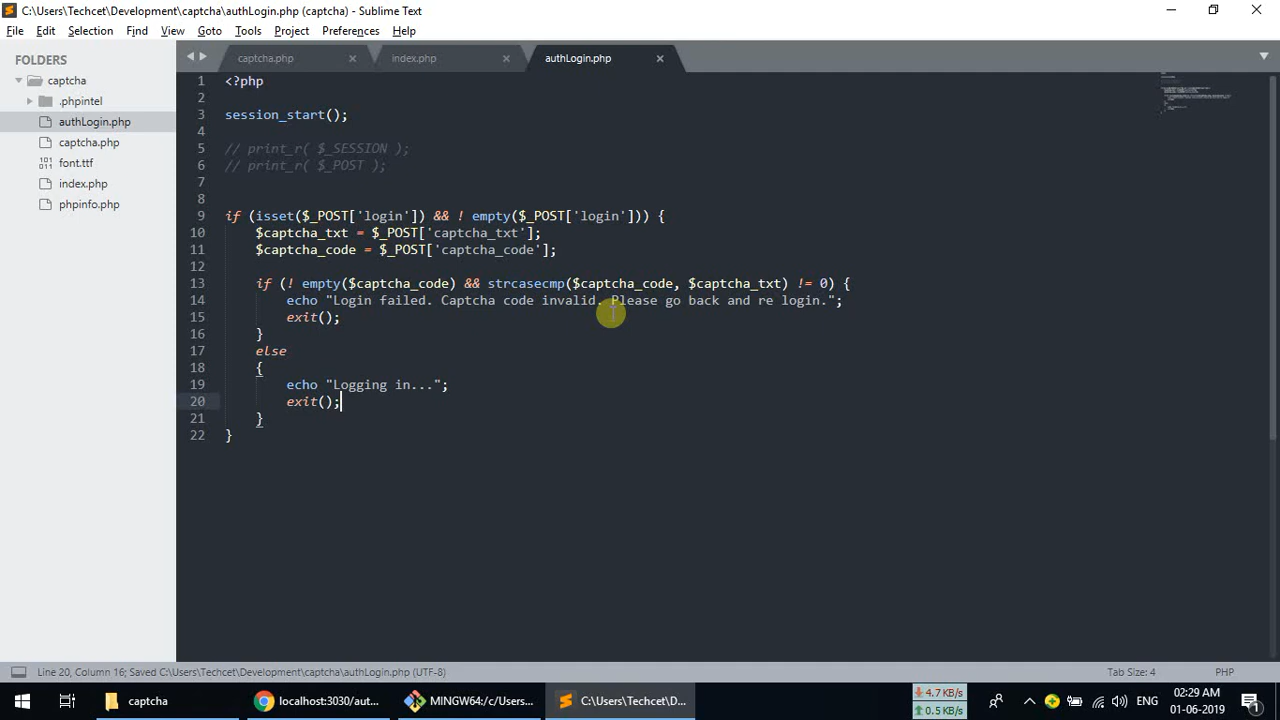 C:\Users\Techcet\Development\captcha\authLogin.php (captcha) - Sublime Text
File Edit Selection Find View Goto Tools Project Preferences Help
FOLDERS
captcha
.phpintel
authLogin.php
captcha.php
font.ttf
index.php
phpinfo.php
captcha.php × index.php × authLogin.php ×
1 <?php
2
3 session_start();
4
5 // print_r( $_SESSION );
6 // print_r( $_POST );
7
8
9 if (isset($_POST['login']) && ! empty($_POST['login'])) {
10 $captcha_txt = $_POST['captcha_txt'];
11 $captcha_code = $_POST['captcha_code'];
12
13 if (! empty($captcha_code) && strcasecmp($captcha_code, $captcha_txt) != 0) {
14 echo "Login failed. Captcha code invalid. Please go back and re login.";
15 exit();
16 }
17 else
18 {
19 echo "Logging in...";
20 exit();
21 }
22 }
Line 20, Column 16; Saved C:\Users\Techcet\Development\captcha\authLogin.php (UTF-8) Tab Size: 4 PHP
captcha localhost:3030/aut... MINGW64:/c/Users... C:\Users\Techcet\D...
4.7 KB/s
0.5 KB/s
ENG
02:29 AM
01-06-2019
1